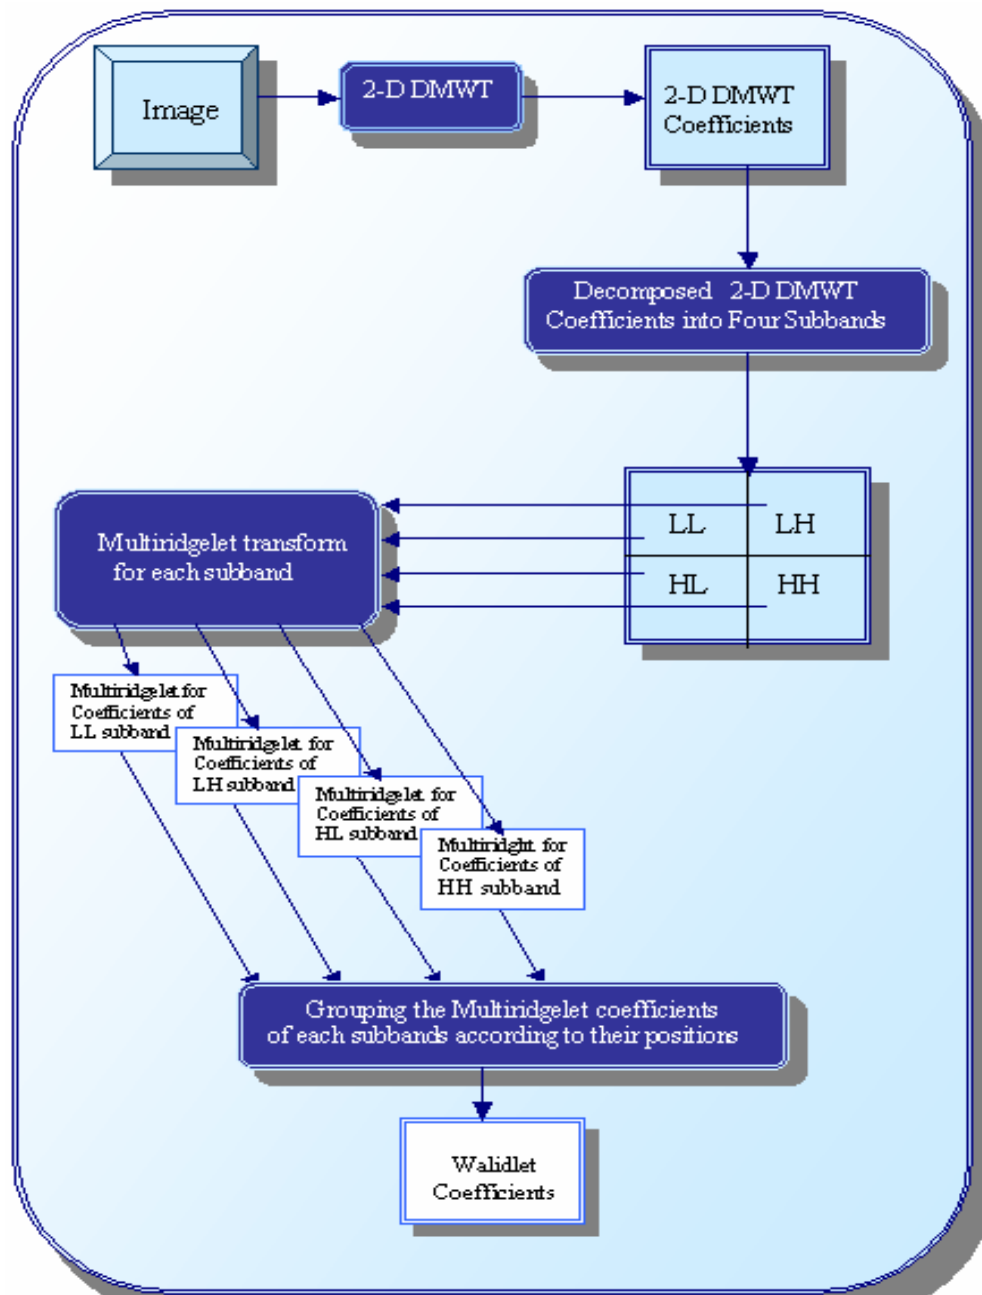 Image
2-D DMWT
2-D DMWT
Coefficients
Decomposed 2-D DMWT
Coefficients into Four Subbands
LL
LH
HL
HH
Multiridgelet transform
for each subband
Multiridgelet for
Coefficients of
LL subband
Multiridgelet for
Coefficients of
LH subband
Multiridgelet for
Coefficients of
HL subband
Multiridght for
Coefficients of
HH subband
Grouping the Multiridgelet coefficients
of each subbands according to their positions
Walidlet
Coefficients